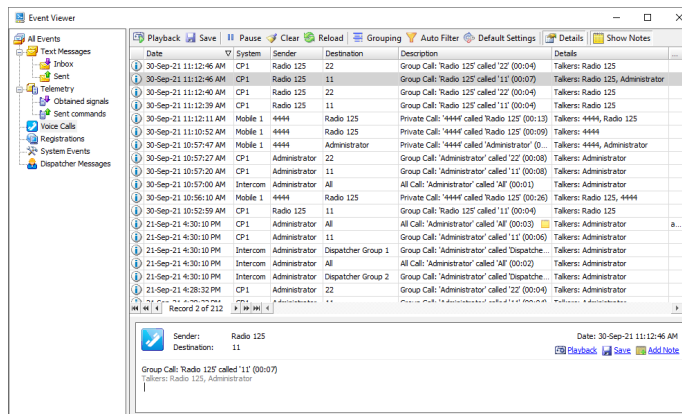 Event Viewer
All Events
Text Messages
Inbox
Sent
Telemetry
Obtained signals
Sent commands
Voice Calls
Registrations
System Events
Dispatcher Messages
Playback Save Pause Clear Reload Grouping Auto Filter Default Settings Details Show Notes
Date System Sender Destination Description Details ...
30-Sep-21 11:12:46 AM CP1 Radio 125 22 Group Call: 'Radio 125' called '22' (00:04) Talkers: Radio 125
30-Sep-21 11:12:46 AM CP1 Radio 125 11 Group Call: 'Radio 125' called '11' (00:07) Talkers: Radio 125, Administrator
30-Sep-21 11:12:40 AM CP1 Radio 125 22 Group Call: 'Radio 125' called '22' (00:04) Talkers: Radio 125
30-Sep-21 11:12:39 AM CP1 Radio 125 11 Group Call: 'Radio 125' called '11' (00:04) Talkers: Radio 125
30-Sep-21 11:12:11 AM Mobile 1 4444 Radio 125 Private Call: '4444' called 'Radio 125' (00:13) Talkers: 4444, Radio 125
30-Sep-21 11:10:52 AM Mobile 1 4444 Radio 125 Private Call: '4444' called 'Radio 125' (00:09) Talkers: 4444
30-Sep-21 10:57:47 AM Mobile 1 4444 Administrator Private Call: '4444' called 'Administrator' (0... Talkers: 4444, Administrator
30-Sep-21 10:57:27 AM CP1 Administrator 22 Group Call: 'Administrator' called '22' (00:08) Talkers: Administrator
30-Sep-21 10:57:20 AM CP1 Administrator 11 Group Call: 'Administrator' called '11' (00:08) Talkers: Administrator
30-Sep-21 10:57:00 AM Intercom Administrator All All Call: 'Administrator' called 'All' (00:01) Talkers: Administrator
30-Sep-21 10:56:10 AM Mobile 1 4444 Radio 125 Private Call: '4444' called 'Radio 125' (00:26) Talkers: Radio 125, 4444
30-Sep-21 10:52:59 AM CP1 Radio 125 11 Group Call: 'Radio 125' called '11' (00:04) Talkers: Radio 125
21-Sep-21 4:30:10 PM CP1 Administrator All All Call: 'Administrator' called 'All' (00:03) Talkers: Administrator a...
21-Sep-21 4:30:10 PM CP1 Administrator 11 Group Call: 'Administrator' called '11' (00:06) Talkers: Administrator
21-Sep-21 4:30:10 PM Intercom Administrator Dispatcher Group 1 Group Call: 'Administrator' called 'Dispatche... Talkers: Administrator
21-Sep-21 4:30:10 PM Intercom Administrator All All Call: 'Administrator' called 'All' (00:02) Talkers: Administrator
21-Sep-21 4:30:10 PM Intercom Administrator Dispatcher Group 2 Group Call: 'Administrator' called 'Dispatche... Talkers: Administrator
21-Sep-21 4:28:32 PM CP1 Administrator 22 Group Call: 'Administrator' called '22' (00:04) Talkers: Administrator
Record 2 of 212
Sender: Radio 125 Date: 30-Sep-21 11:12:46 AM
Destination: 11
Playback Save Add Note
Group Call: 'Radio 125' called '11' (00:07)
Talkers: Radio 125, Administrator